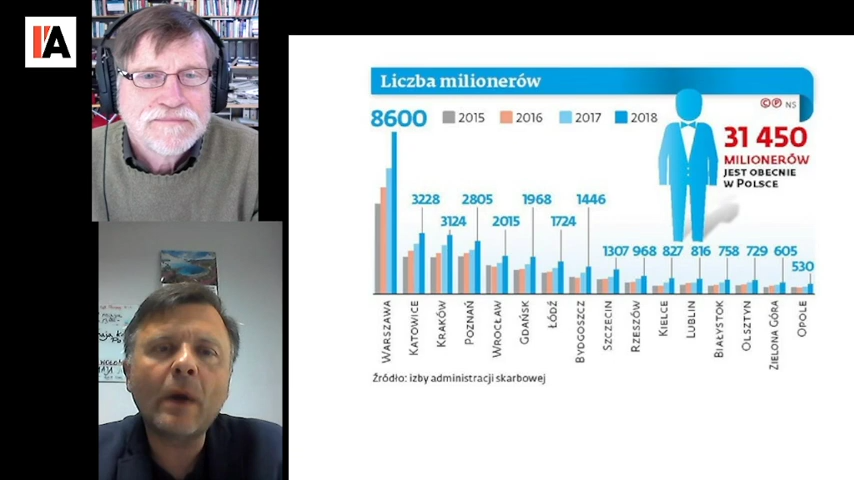 IA
Liczba milionerów
©℗ NS
8600
2015 2016 2017 2018
31 450
MILIONERÓW
JEST OBECNIE
W POLSCE
3228 3124 2805 2015 1968 1724 1446 1307 968 827 816 758 729 605 530
WARSZAWA
KATOWICE
KRAKÓW
POZNAŃ
WROCŁAW
GDAŃSK
ŁÓDŹ
BYDGOSZCZ
SZCZECIN
RZESZÓW
KIELCE
LUBLIN
BIAŁYSTOK
OLSZTYN
ZIELONA GÓRA
OPOLE
Źródło: izby administracji skarbowej